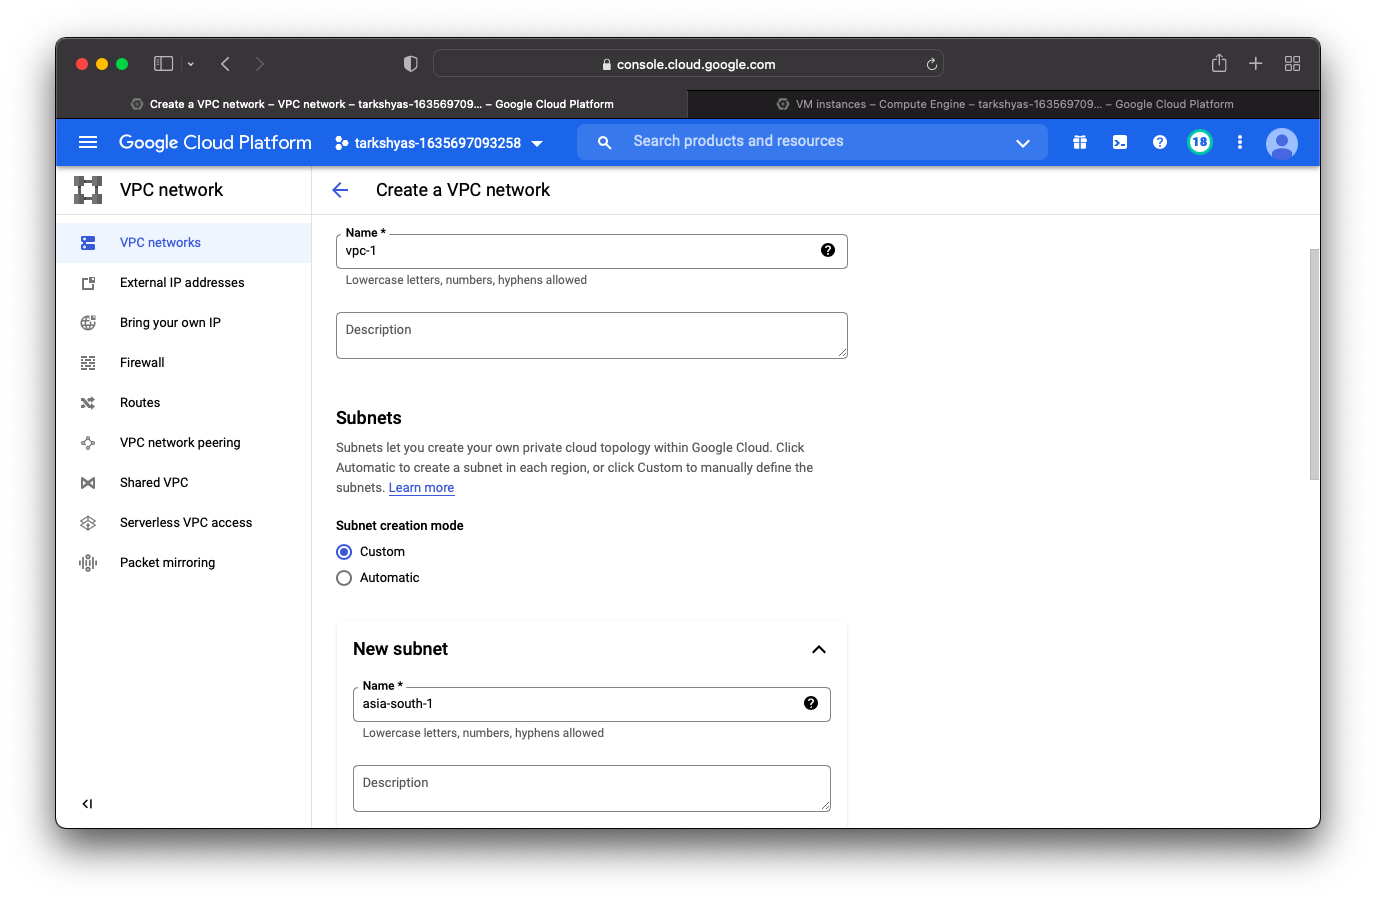 console.cloud.google.com
Create a VPC network – VPC network – tarkshyas-163569709... – Google Cloud Platform
VM instances – Compute Engine – tarkshyas-163569709... – Google Cloud Platform
Google Cloud Platform
tarkshyas-1635697093258
Search products and resources
18
VPC network
Create a VPC network
VPC networks
External IP addresses
Bring your own IP
Firewall
Routes
VPC network peering
Shared VPC
Serverless VPC access
Packet mirroring
Name *
vpc-1
Lowercase letters, numbers, hyphens allowed
Description
Subnets
Subnets let you create your own private cloud topology within Google Cloud. Click
Automatic to create a subnet in each region, or click Custom to manually define the
subnets. Learn more
Subnet creation mode
Custom
Automatic
New subnet
Name *
asia-south-1
Lowercase letters, numbers, hyphens allowed
Description